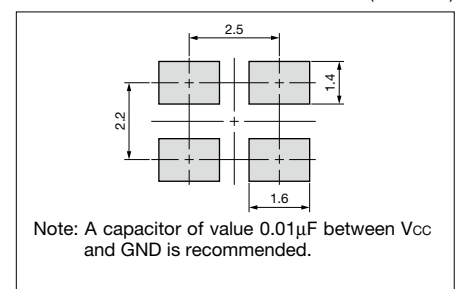 2.5
1.4
2.2
1.6
Note: A capacitor of value 0.01µF between Vcc
and GND is recommended.